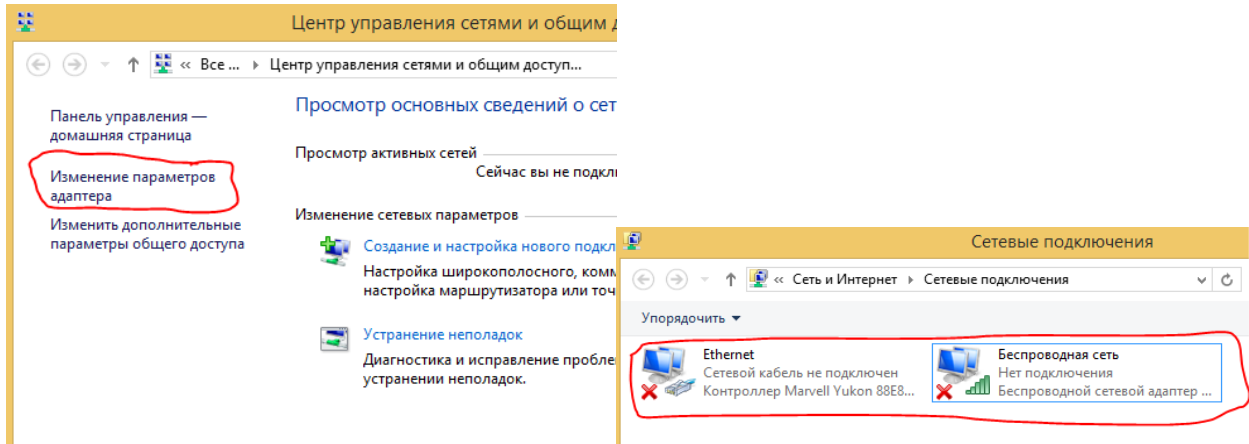 Центр управления сетями и общим д
« Все ... Центр управления сетями и общим доступ...
Панель управления —
домашняя страница
Изменение параметров
адаптера
Изменить дополнительные
параметры общего доступа
Просмотр основных сведений о сет
Просмотр активных сетей
Сейчас вы не подкл
Изменение сетевых параметров
Создание и настройка нового подкл
Настройка широкополосного, комм
настройка маршрутизатора или точ
Устранение неполадок
Диагностика и исправление пробле
устранении неполадок.
Сетевые подключения
« Сеть и Интернет Сетевые подключения
Упорядочить
Ethernet
Сетевой кабель не подключен
Контроллер Marvell Yukon 88E8...
Беспроводная сеть
Нет подключения
Беспроводной сетевой адаптер ...